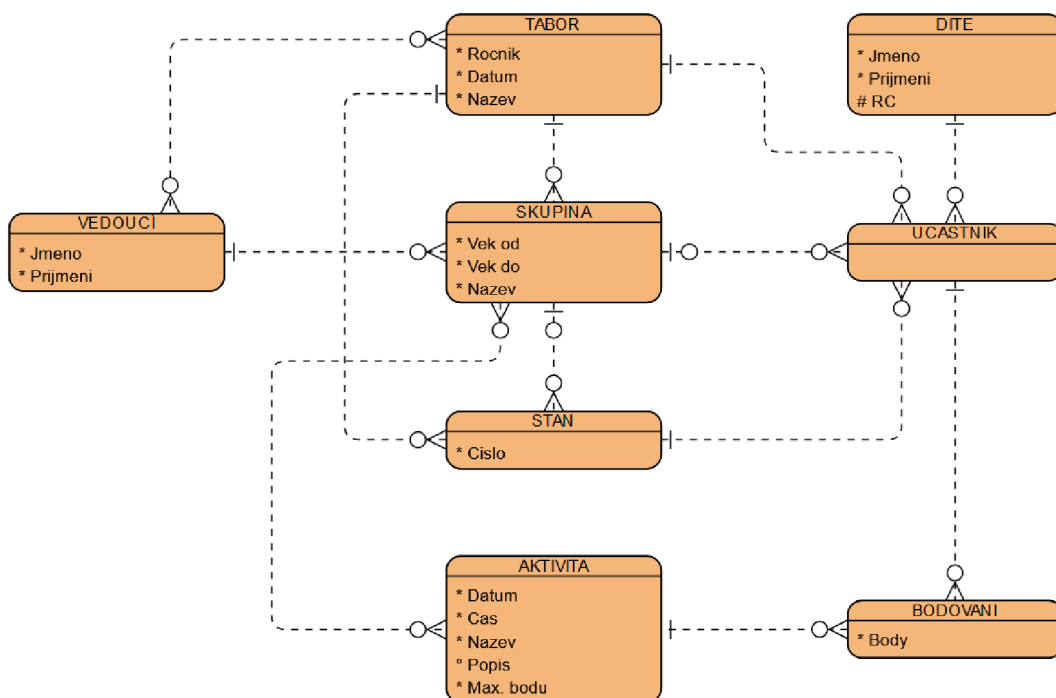 TABOR
* Rocnik
* Datum
* Nazev
DITE
* Jmeno
* Prijmeni
# RC
VEDOUCÍ
* Jmeno
* Prijmeni
SKUPINA
* Vek od
* Vek do
* Nazev
UCASTNIK
STAN
* Cislo
AKTIVITA
* Datum
* Cas
* Nazev
° Popis
* Max. bodu
BODOVANI
* Body